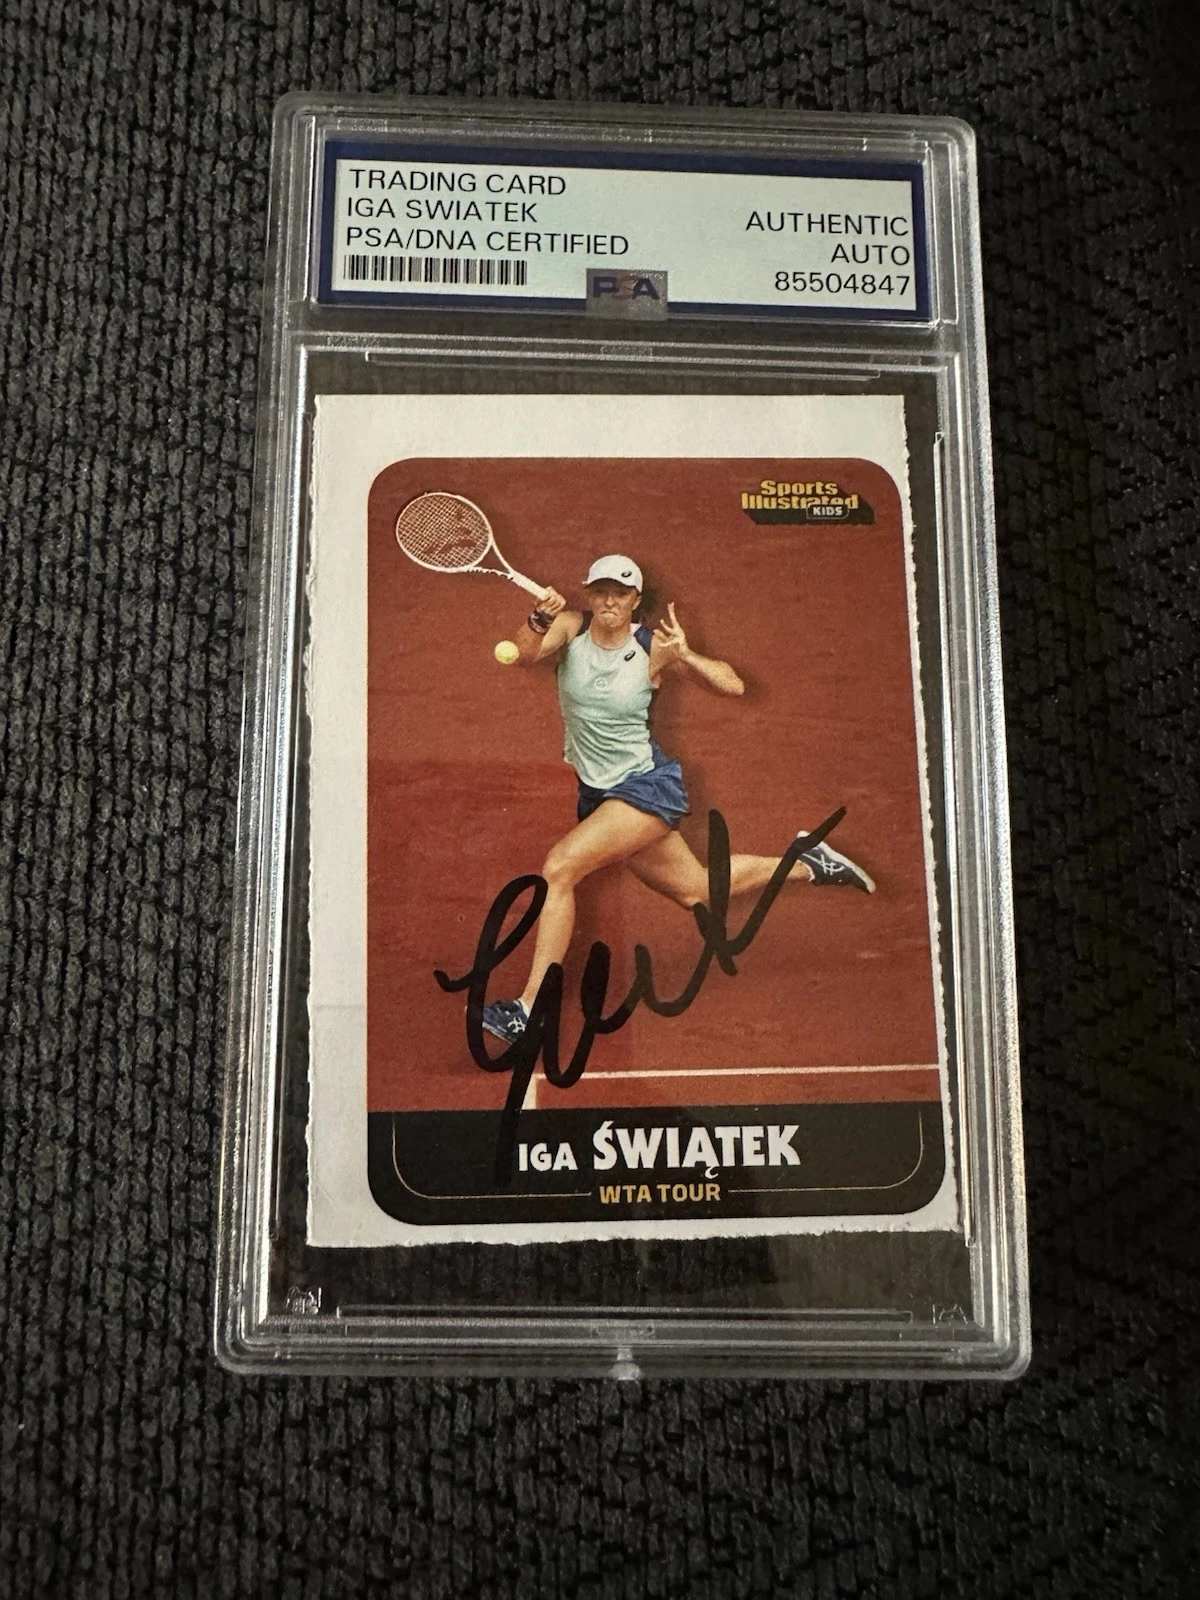 TRADING CARD
IGA SWIATEK
PSA/DNA CERTIFIED
AUTHENTIC
AUTO
85504847
PSA
Sports
Illustrated
KIDS
IGA ŚWIĄTEK
WTA TOUR